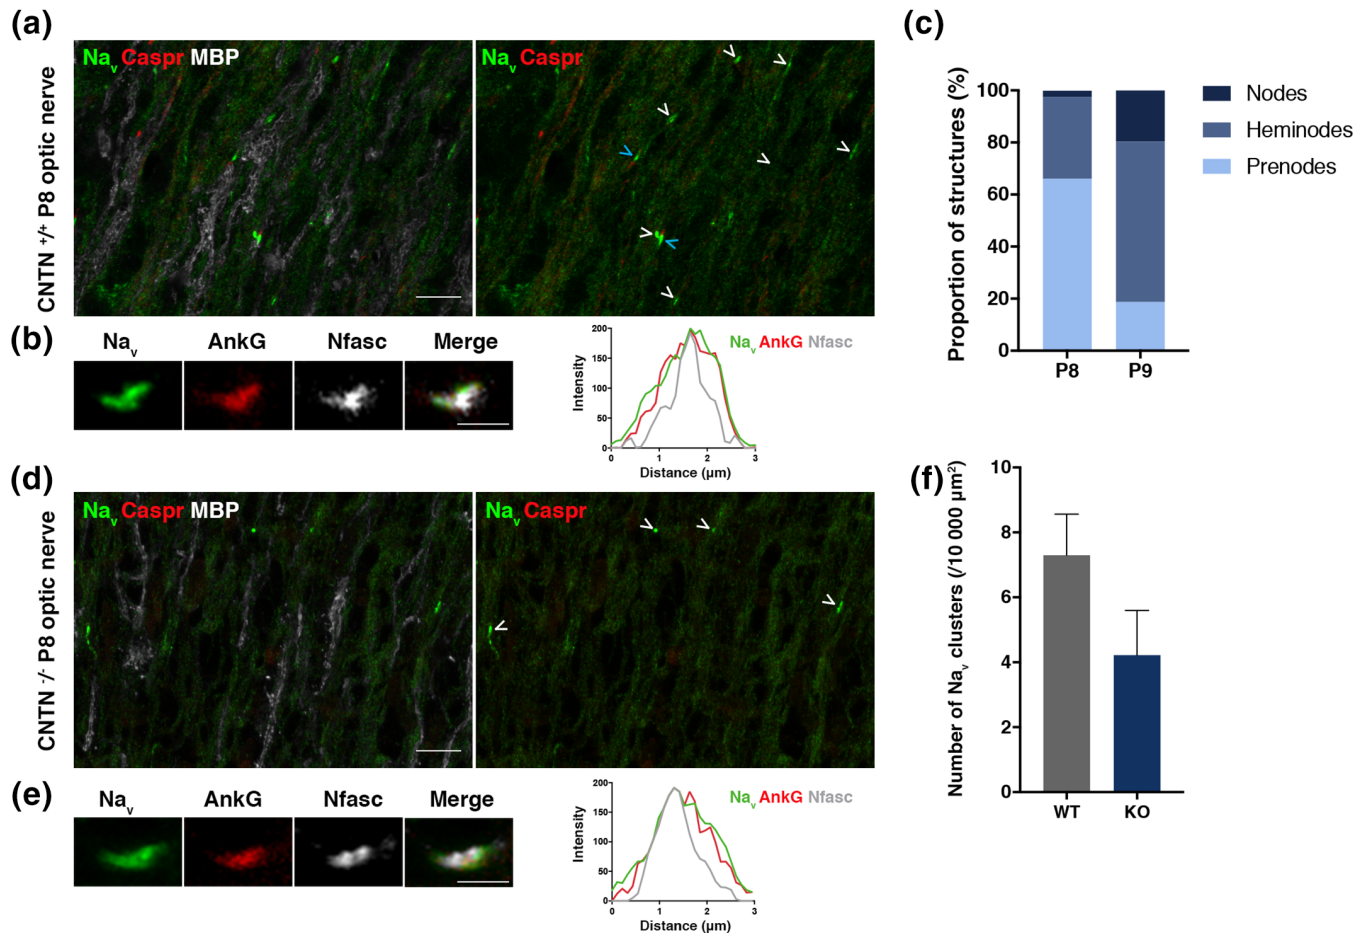 (a)
CNTN +/+ P8 optic nerve
Nav Caspr MBP
Nav Caspr
(b)
Nav
AnkG
Nfasc
Merge
Intensity
200
150
100
50
0
0 1 2 3
Distance (µm)
Nav AnkG Nfasc
(c)
Proportion of structures (%)
100
80
60
40
20
0
P8 P9
Nodes
Heminodes
Prenodes
(d)
CNTN -/- P8 optic nerve
Nav Caspr MBP
Nav Caspr
(e)
Nav
AnkG
Nfasc
Merge
Intensity
200
150
100
50
0
0 1 2 3
Distance (µm)
Nav AnkG Nfasc
(f)
Number of Nav clusters (/10 000 µm²)
10
8
6
4
2
0
WT KO